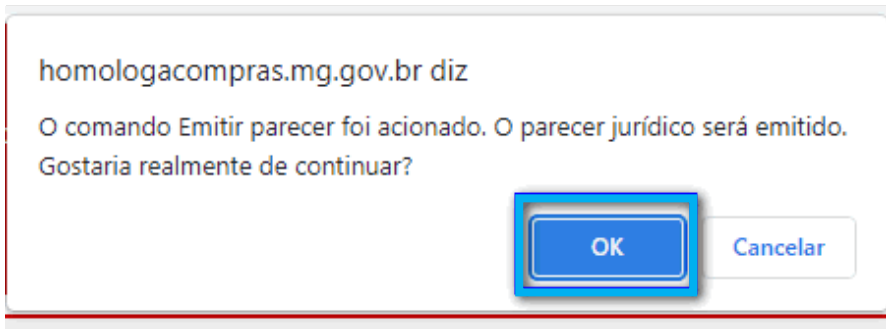 homologacompras.mg.gov.br diz
O comando Emitir parecer foi acionado. O parecer jurídico será emitido.
Gostaria realmente de continuar?
OK Cancelar